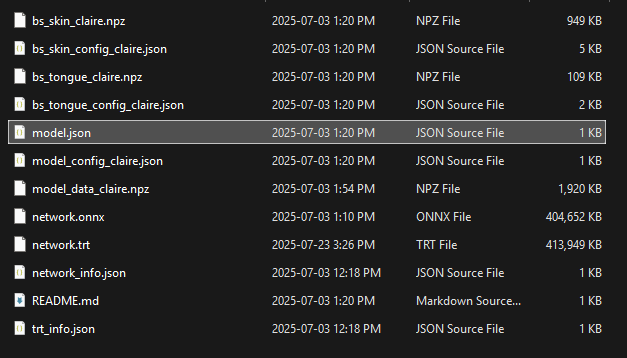 bs_skin_claire.npz 2025-07-03 1:20 PM NPZ File 949 KB
bs_skin_config_claire.json 2025-07-03 1:20 PM JSON Source File 5 KB
bs_tongue_claire.npz 2025-07-03 1:20 PM NPZ File 109 KB
bs_tongue_config_claire.json 2025-07-03 1:20 PM JSON Source File 2 KB
model.json 2025-07-03 1:20 PM JSON Source File 1 KB
model_config_claire.json 2025-07-03 1:20 PM JSON Source File 1 KB
model_data_claire.npz 2025-07-03 1:54 PM NPZ File 1,920 KB
network.onnx 2025-07-03 1:10 PM ONNX File 404,652 KB
network.trt 2025-07-23 3:26 PM TRT File 413,949 KB
network_info.json 2025-07-03 12:18 PM JSON Source File 1 KB
README.md 2025-07-03 1:20 PM Markdown Source... 1 KB
trt_info.json 2025-07-03 12:18 PM JSON Source File 1 KB